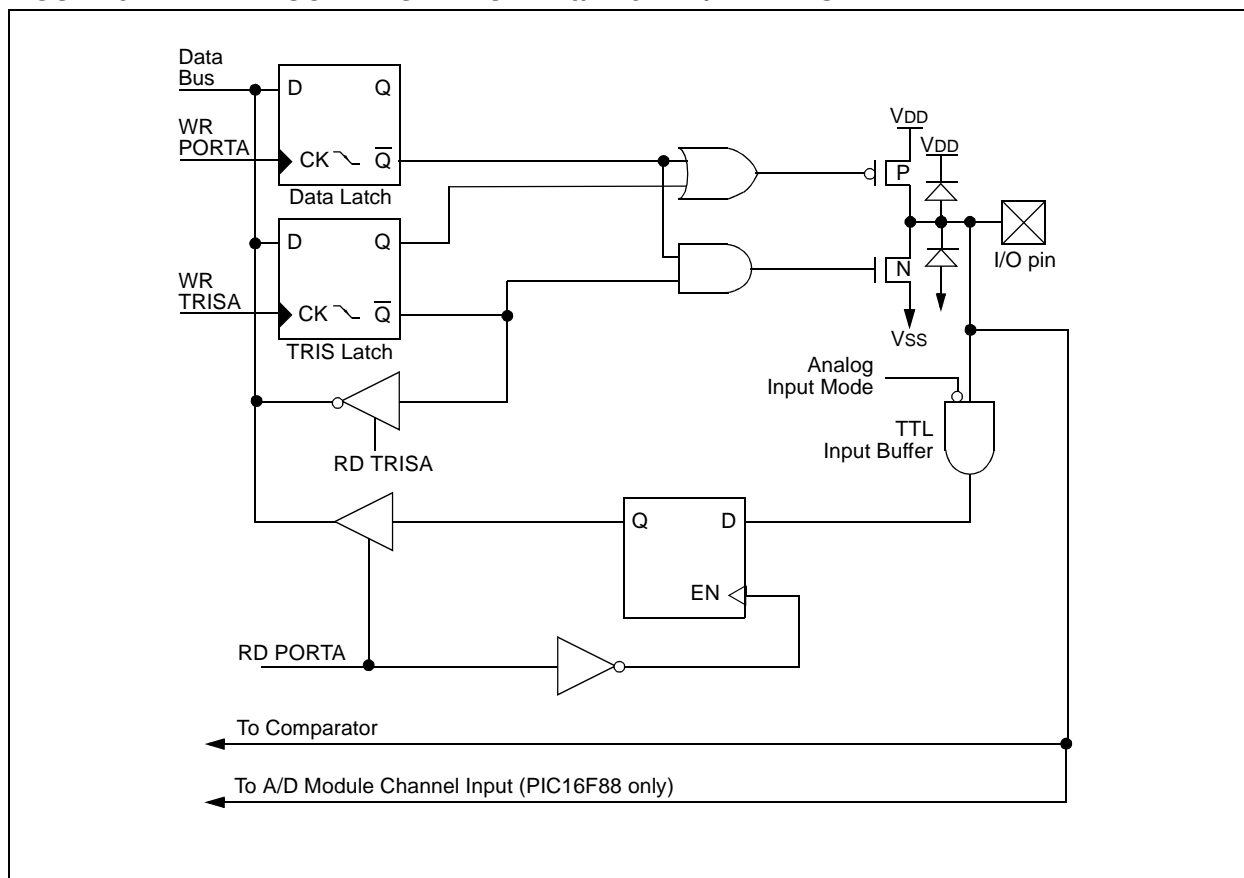 Data
Bus
D
Q
WR
PORTA
CK
Q
Data Latch
D
Q
WR
TRISA
CK
Q
TRIS Latch
RD TRISA
VDD
VDD
P
N
I/O pin
VSS
Analog
Input Mode
TTL
Input Buffer
Q
D
EN
RD PORTA
To Comparator
To A/D Module Channel Input (PIC16F88 only)